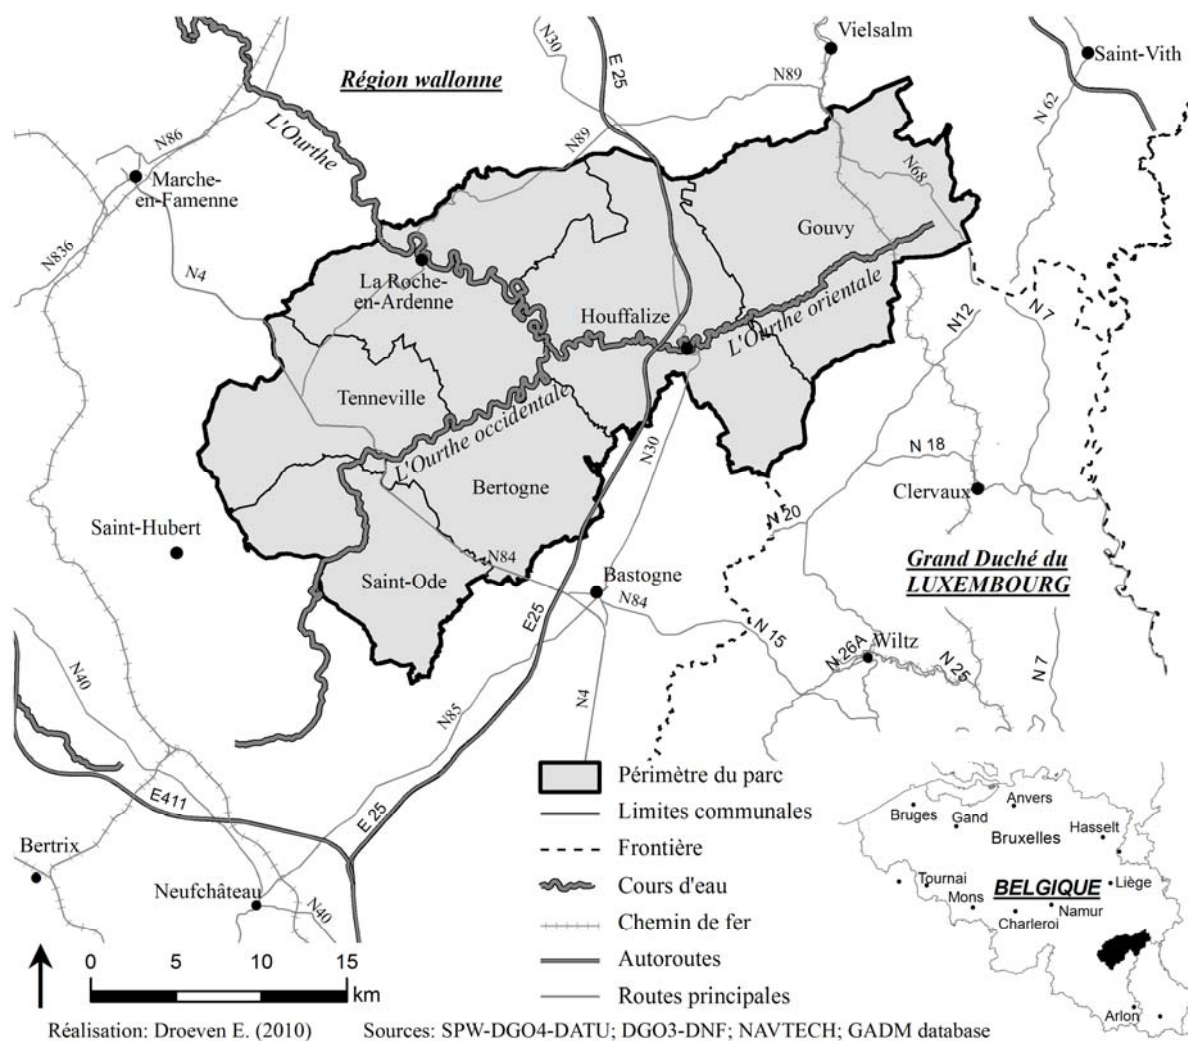 N30
E 25
Vielsalm
Saint-Vith
Région wallonne
N89
N 62
L'Ourthe
N86
N89
Marche-
en-Famenne
N68
Gouvy
N836
N4
La Roche-
en-Ardenne
Houffalize
L'Ourthe orientale
N12
N 7
Tenneville
L'Ourthe occidentale
N30
N 18
Bertogne
Clervaux
N 20
Saint-Hubert
N84
Grand Duché du
LUXEMBOURG
Saint-Ode
Bastogne
N84
E25
N 15
Wiltz
N 26A
N 25
N 7
N40
N4
N85
Périmètre du parc
Limites communales
Frontière
Cours d'eau
Chemin de fer
Autoroutes
Routes principales
E411
E 25
Bertrix
Neufchâteau
N40
Anvers
Bruges
Gand
Bruxelles
Hasselt
Tournai
BELGIQUE
Liège
Mons
Namur
Charleroi
Arlon
0 5 10 15
km
Réalisation: Droeven E. (2010) Sources: SPW-DGO4-DATU; DGO3-DNF; NAVTECH; GADM database